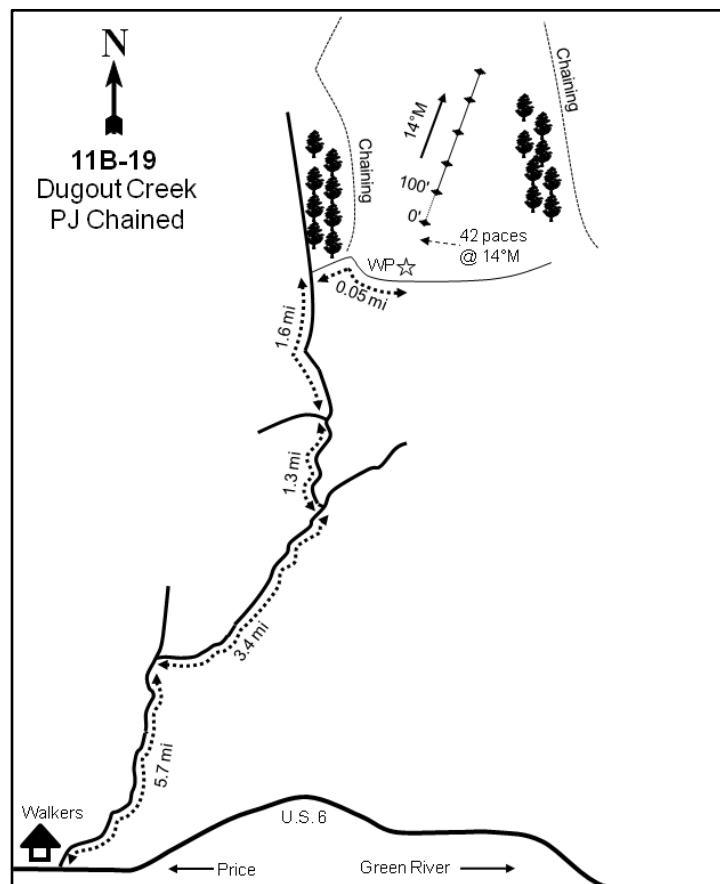 N
11B-19
Dugout Creek
PJ Chained
Chaining
Chaining
14°M
100'
0'
42 paces
@ 14°M
WP
0.05 mi
1.6 mi
1.3 mi
3.4 mi
5.7 mi
Walkers
U.S. 6
Price
Green River